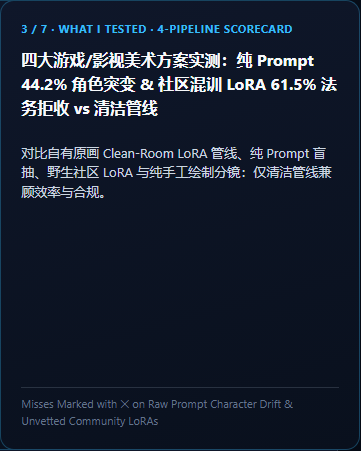 3 / 7 · WHAT I TESTED · 4-PIPELINE SCORECARD
四大游戏/影视美术方案实测：纯 Prompt
44.2% 角色突变 & 社区混训 LoRA 61.5% 法
务拒收 vs 清洁管线
对比自有原画 Clean-Room LoRA 管线、纯 Prompt 盲
抽、野生社区 LoRA 与纯手工绘制分镜：仅清洁管线兼
顾效率与合规。
Misses Marked with ✕ on Raw Prompt Character Drift &
Unvetted Community LoRAs